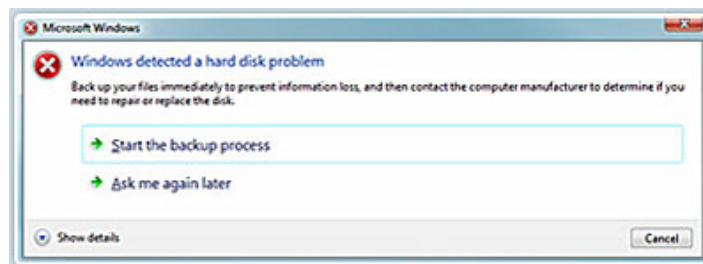 Microsoft Windows
Windows detected a hard disk problem
Back up your files immediately to prevent information loss, and then contact the computer manufacturer to determine if you
need to repair or replace the disk.
Start the backup process
Ask me again later
Show details
Cancel